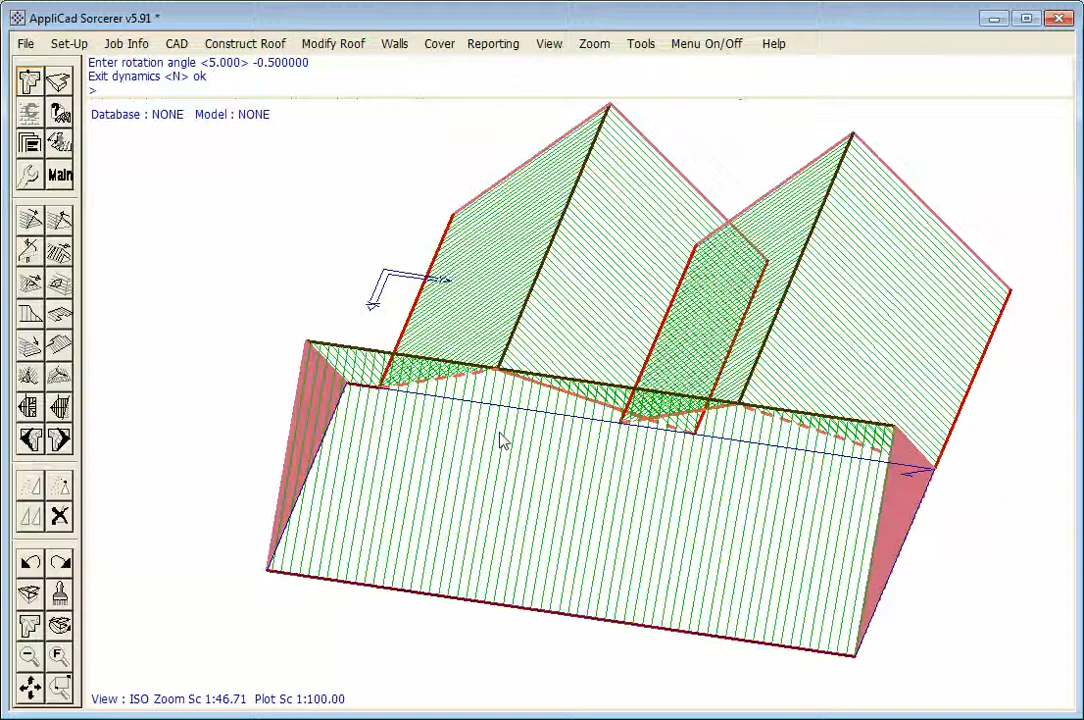 AppliCad Sorcerer v5.91 *
File Set-Up Job Info CAD Construct Roof Modify Roof Walls Cover Reporting View Zoom Tools Menu On/Off Help
Enter rotation angle <5.000> -0.500000
Exit dynamics <N> ok
>
Database : NONE Model : NONE
Main
View : ISO Zoom Sc 1:46.71 Plot Sc 1:100.00